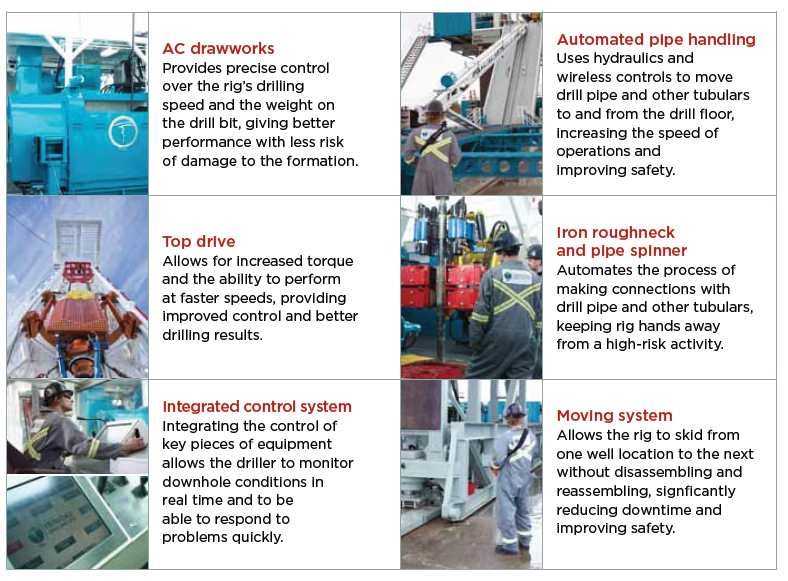 AC drawworks
Provides precise control
over the rig's drilling
speed and the weight on
the drill bit, giving better
performance with less risk
of damage to the formation.
Automated pipe handling
Uses hydraulics and
wireless controls to move
drill pipe and other tubulars
to and from the drill floor,
increasing the speed of
operations and
improving safety.
Top drive
Allows for increased torque
and the ability to perform
at faster speeds, providing
improved control and better
drilling results.
Iron roughneck
and pipe spinner
Automates the process of
making connections with
drill pipe and other tubulars,
keeping rig hands away
from a high-risk activity.
Integrated control system
Integrating the control of
key pieces of equipment
allows the driller to monitor
downhole conditions in
real time and to be
able to respond to
problems quickly.
Moving system
Allows the rig to skid from
one well location to the next
without disassembling and
reassembling, signficantly
reducing downtime and
improving safety.